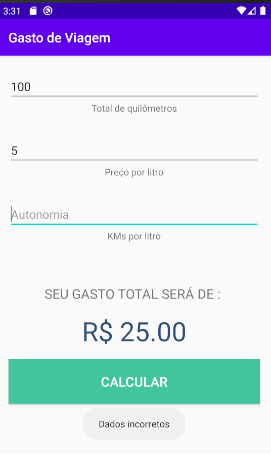 3:31
Gasto de Viagem
100
Total de quilômetros
5
Preço por litro
Autonomia
KMs por litro
SEU GASTO TOTAL SERÁ DE :
R$ 25.00
CALCULAR
Dados incorretos